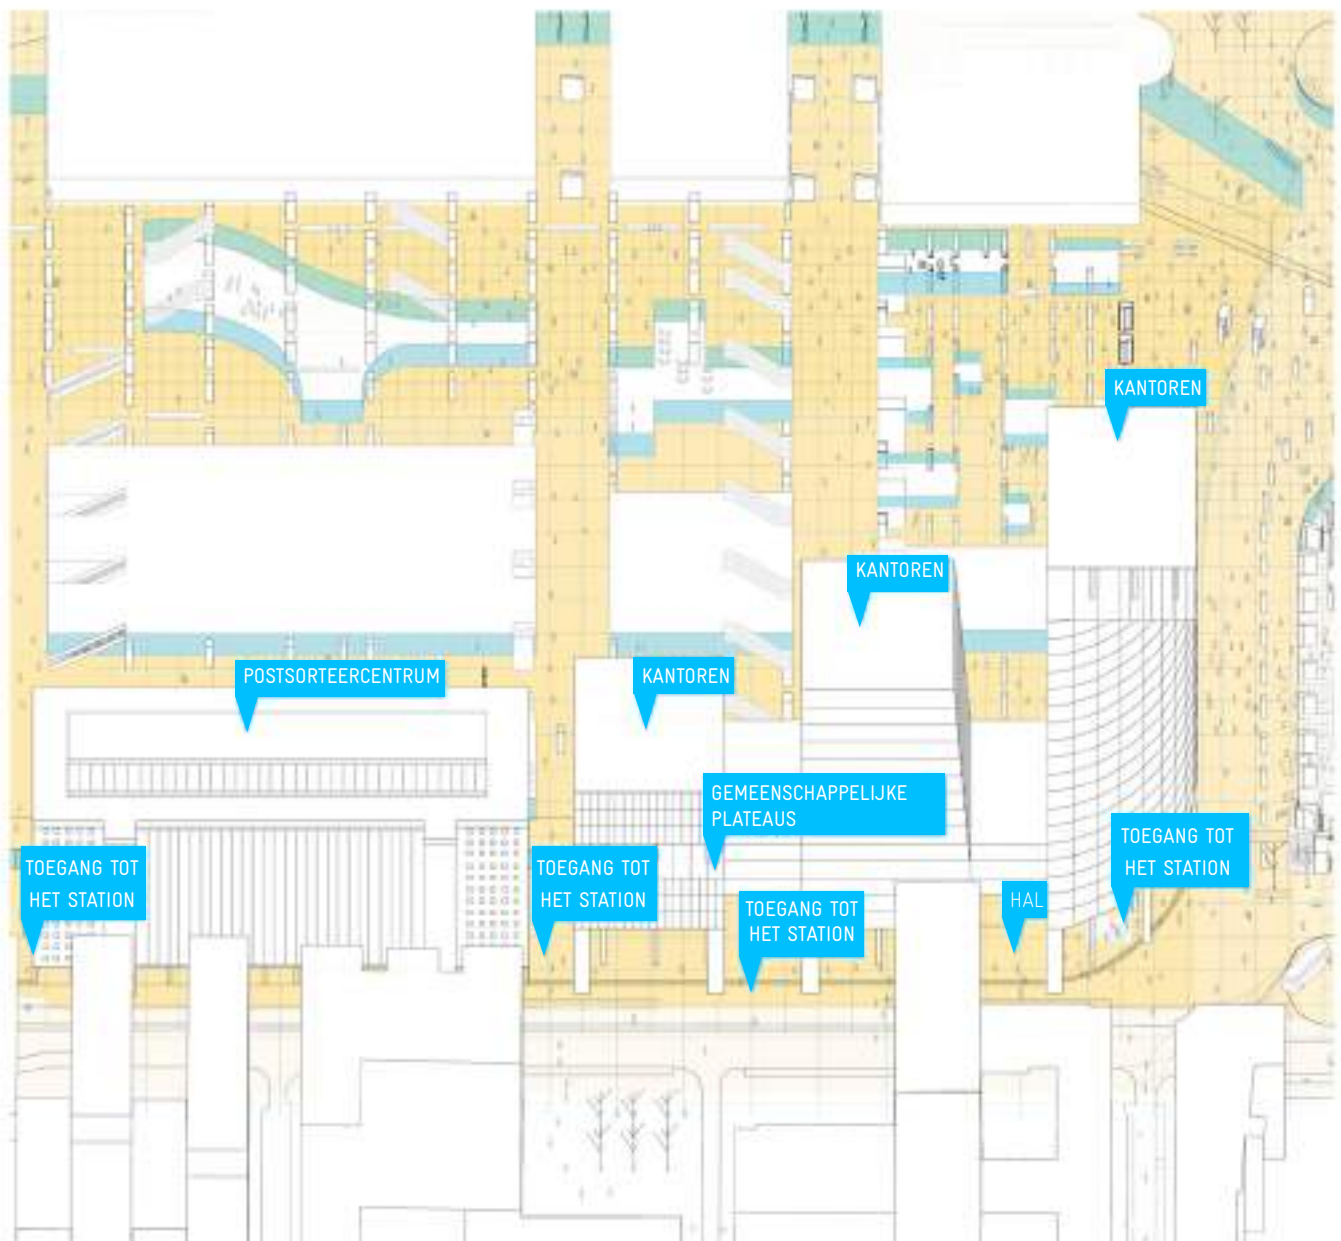 KANTOREN
KANTOREN
POSTSORTEERCENTRUM
KANTOREN
GEMEENSCHAPPELIJKE
PLATEAUS
TOEGANG TOT
HET STATION
TOEGANG TOT
HET STATION
TOEGANG TOT
HET STATION
TOEGANG TOT
HET STATION
HAL